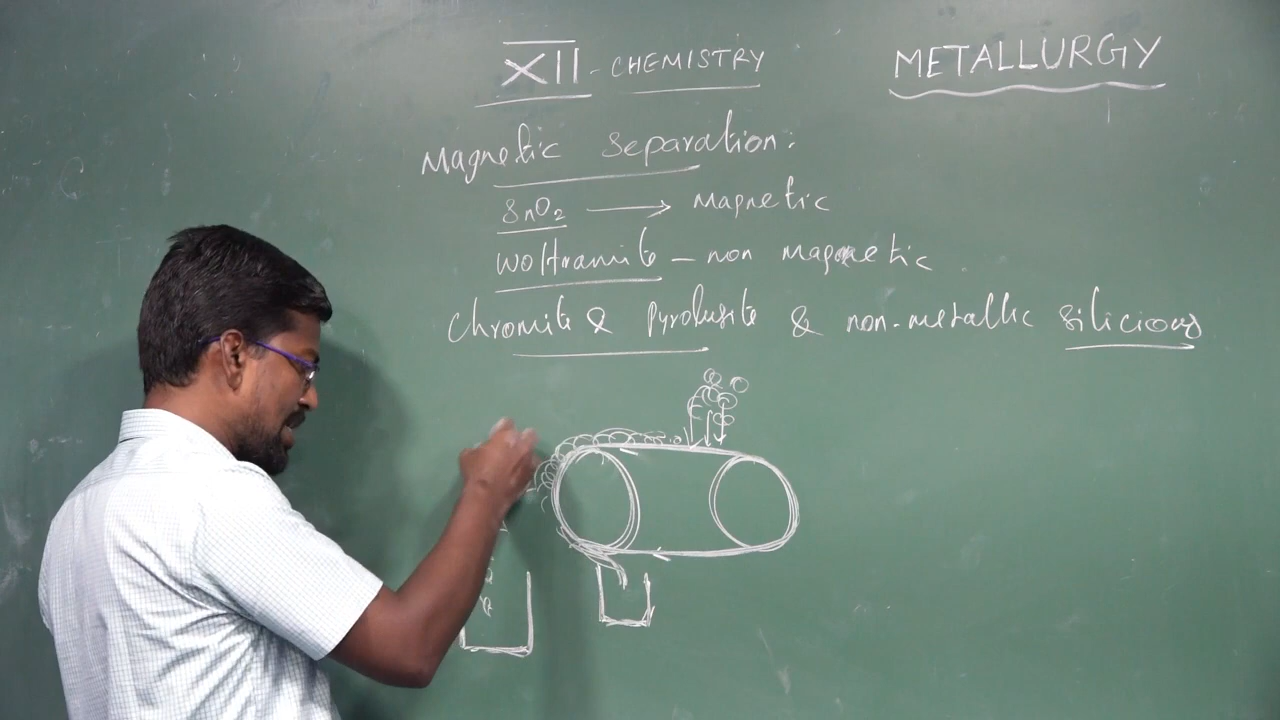 XII - CHEMISTRY
METALLURGY
Magnetic Separation:
SnO₂ → Magnetic
Wolframite - non magnetic
Chromite & Pyrolusite & non-metallic silicious